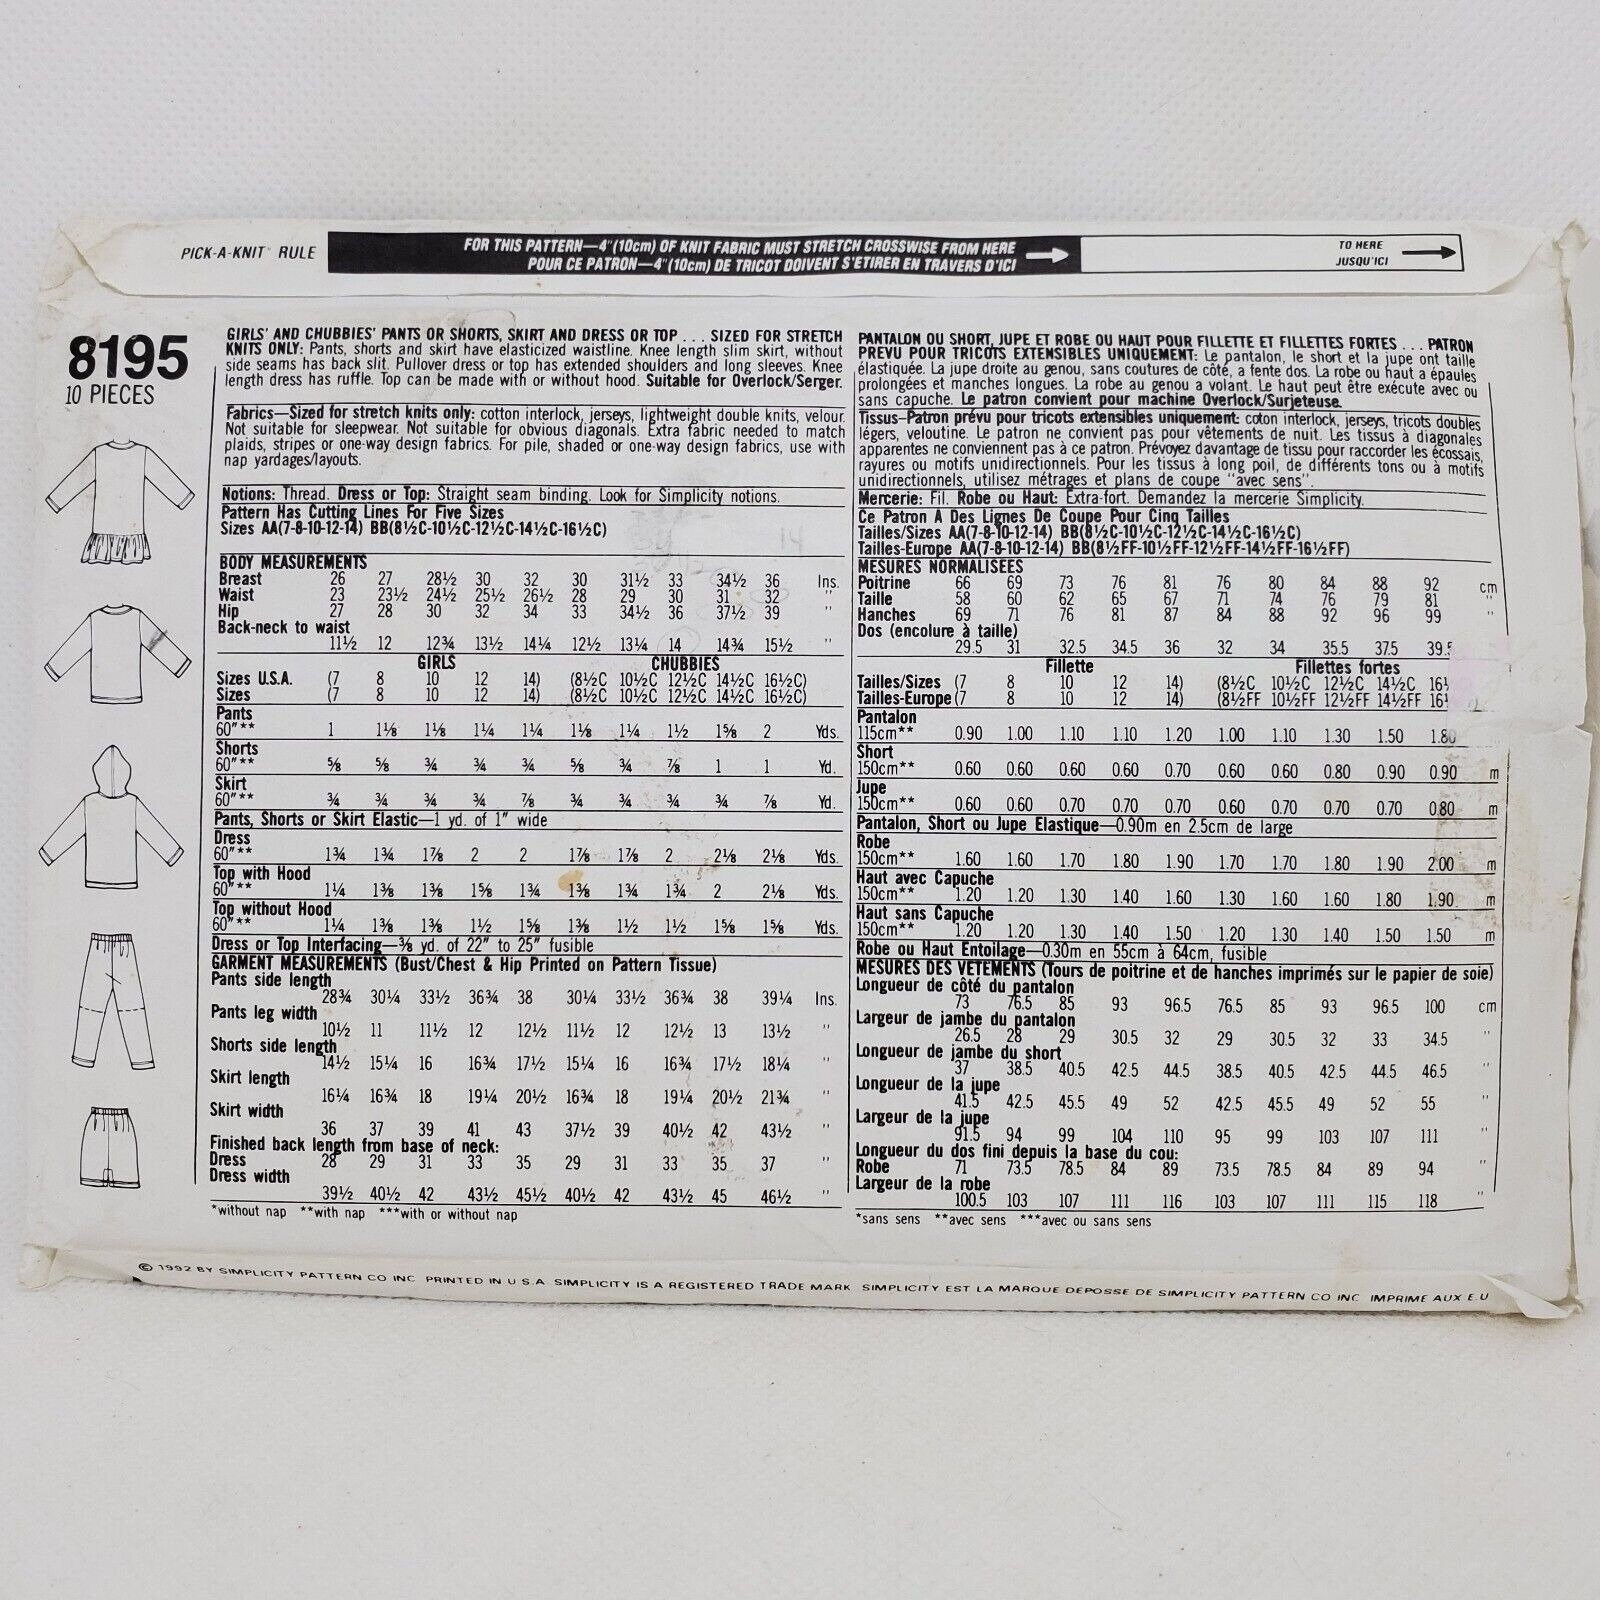 PICK-A-KNIT™ RULE
FOR THIS PATTERN—4"(10cm) OF KNIT FABRIC MUST STRETCH CROSSWISE FROM HERE
POUR CE PATRON—4"(10cm) DE TRICOT DOIVENT S'ETIRER EN TRAVERS D'ICI
TO HERE
JUSQU'ICI
8195
10 PIECES
GIRLS' AND CHUBBIES' PANTS OR SHORTS, SKIRT AND DRESS OR TOP . . . SIZED FOR STRETCH
KNITS ONLY: Pants, shorts and skirt have elasticized waistline. Knee length slim skirt, without
side seams has back slit. Pullover dress or top has extended shoulders and long sleeves. Knee
length dress has ruffle. Top can be made with or without hood. Suitable for Overlock/Serger.
Fabrics—Sized for stretch knits only: cotton interlock, jerseys, lightweight double knits, velour.
Not suitable for sleepwear. Not suitable for obvious diagonals. Extra fabric needed to match
plaids, stripes or one-way design fabrics. For pile, shaded or one-way design fabrics, use with
nap yardages/layouts.
Notions: Thread. Dress or Top: Straight seam binding. Look for Simplicity notions.
Pattern Has Cutting Lines For Five Sizes
Sizes AA(7-8-10-12-14) BB(8½C-10½C-12½C-14½C-16½C)
14
BODY MEASUREMENTS
Breast 26 27 28½ 30 32 30 31½ 33 34½ 36 Ins.
Waist 23 23½ 24½ 25½ 26½ 28 29 30 31 32 "
Hip 27 28 30 32 34 33 34½ 36 37½ 39 "
Back-neck to waist
11½ 12 12¾ 13½ 14¼ 12½ 13¼ 14 14¾ 15½ "
GIRLS CHUBBIES
Sizes U.S.A. (7 8 10 12 14) (8½C 10½C 12½C 14½C 16½C)
Sizes (7 8 10 12 14) (8½C 10½C 12½C 14½C 16½C)
Pants
60"** 1 1⅛ 1⅛ 1¼ 1¼ 1⅛ 1¼ 1½ 1⅝ 2 Yds.
Shorts
60"** ⅝ ⅝ ¾ ¾ ¾ ⅝ ¾ ⅞ 1 1 Yd.
Skirt
60"** ¾ ¾ ¾ ¾ ⅞ ¾ ¾ ¾ ¾ ⅞ Yd.
Pants, Shorts or Skirt Elastic—1 yd. of 1" wide
Dress
60"** 1¾ 1¾ 1⅞ 2 2 1⅞ 1⅞ 2 2⅛ 2⅛ Yds.
Top with Hood
60"** 1¼ 1⅜ 1⅜ 1⅝ 1¾ 1⅜ 1¾ 1¾ 2 2⅛ Yds.
Top without Hood
60"** 1¼ 1⅜ 1⅜ 1½ 1⅝ 1⅜ 1½ 1½ 1⅝ 1⅝ Yds.
Dress or Top Interfacing—⅜ yd. of 22" to 25" fusible
GARMENT MEASUREMENTS (Bust/Chest & Hip Printed on Pattern Tissue)
Pants side length
28¾ 30¼ 33½ 36¾ 38 30¼ 33½ 36¾ 38 39¼ Ins.
Pants leg width
10½ 11 11½ 12 12½ 11½ 12 12½ 13 13½ "
Shorts side length
14½ 15¼ 16 16¾ 17½ 15¼ 16 16¾ 17½ 18¼ "
Skirt length
16¼ 16¾ 18 19¼ 20½ 16¾ 18 19¼ 20½ 21¾ "
Skirt width
36 37 39 41 43 37½ 39 40½ 42 43½ "
Finished back length from base of neck:
Dress 28 29 31 33 35 29 31 33 35 37 "
Dress width
39½ 40½ 42 43½ 45½ 40½ 42 43½ 45 46½ "
*without nap **with nap ***with or without nap
PANTALON OU SHORT, JUPE ET ROBE OU HAUT POUR FILLETTE ET FILLETTES FORTES . . . PATRON
PREVU POUR TRICOTS EXTENSIBLES UNIQUEMENT: Le pantalon, le short et la jupe ont taille
élastiquée. La jupe droite au genou, sans coutures de côté, a fente dos. La robe ou haut a épaules
prolongées et manches longues. La robe au genou a volant. Le haut peut être exécute avec ou
sans capuche. Le patron convient pour machine Overlock/Surjeteuse.
Tissus-Patron prévu pour tricots extensibles uniquement: coton interlock, jerseys, tricots doubles
légers, veloutine. Le patron ne convient pas pour vêtements de nuit. Les tissus à diagonales
apparentes ne conviennent pas à ce patron. Prévoyez davantage de tissu pour raccorder les écossais,
rayures ou motifs unidirectionnels. Pour les tissus à long poil, de différents tons ou à motifs
unidirectionnels, utilisez métrages et plans de coupe "avec sens".
Mercerie: Fil. Robe ou Haut: Extra-fort. Demandez la mercerie Simplicity.
Ce Patron A Des Lignes De Coupe Pour Cinq Tailles
Tailles/Sizes AA(7-8-10-12-14) BB(8½C-10½C-12½C-14½C-16½C)
Tailles-Europe AA(7-8-10-12-14) BB(8½FF-10½FF-12½FF-14½FF-16½FF)
MESURES NORMALISEES
Poitrine 66 69 73 76 81 76 80 84 88 92 cm
Taille 58 60 62 65 67 71 74 76 79 81 "
Hanches 69 71 76 81 87 84 88 92 96 99 "
Dos (encolure à taille)
29.5 31 32.5 34.5 36 32 34 35.5 37.5 39.5
Fillette Fillettes fortes
Tailles/Sizes (7 8 10 12 14) (8½C 10½C 12½C 14½C 16½
Tailles-Europe (7 8 10 12 14) (8½FF 10½FF 12½FF 14½FF 16½
Pantalon
115cm** 0.90 1.00 1.10 1.10 1.20 1.00 1.10 1.30 1.50 1.80
Short
150cm** 0.60 0.60 0.60 0.60 0.70 0.60 0.60 0.80 0.90 0.90 m
Jupe
150cm** 0.60 0.60 0.70 0.70 0.70 0.60 0.70 0.70 0.70 0.80 m
Pantalon, Short ou Jupe Elastique—0.90m en 2.5cm de large
Robe
150cm** 1.60 1.60 1.70 1.80 1.90 1.70 1.70 1.80 1.90 2.00 m
Haut avec Capuche
150cm** 1.20 1.20 1.30 1.40 1.60 1.30 1.60 1.60 1.80 1.90 m
Haut sans Capuche
150cm** 1.20 1.20 1.30 1.30 1.50 1.20 1.30 1.40 1.50 1.50 m
Robe ou Haut Entoilage—0.30m en 55cm à 64cm, fusible
MESURES DES VETEMENTS (Tours de poitrine et de hanches imprimés sur le papier de soie)
Longueur de côté du pantalon
73 76.5 85 93 96.5 76.5 85 93 96.5 100 cm
Largeur de jambe du pantalon
26.5 28 29 30.5 32 29 30.5 32 33 34.5 "
Longueur de jambe du short
37 38.5 40.5 42.5 44.5 38.5 40.5 42.5 44.5 46.5 "
Longueur de la jupe
41.5 42.5 45.5 49 52 42.5 45.5 49 52 55 "
Largeur de la jupe
91.5 94 99 104 110 95 99 103 107 111 "
Longueur du dos fini depuis la base du cou:
Robe 71 73.5 78.5 84 89 73.5 78.5 84 89 94 "
Largeur de la robe
100.5 103 107 111 116 103 107 111 115 118 "
*sans sens **avec sens ***avec ou sans sens
© 1992 BY SIMPLICITY PATTERN CO INC PRINTED IN U S A SIMPLICITY IS A REGISTERED TRADE MARK SIMPLICITY EST LA MARQUE DEPOSSE DE SIMPLICITY PATTERN CO INC IMPRIME AUX E.U